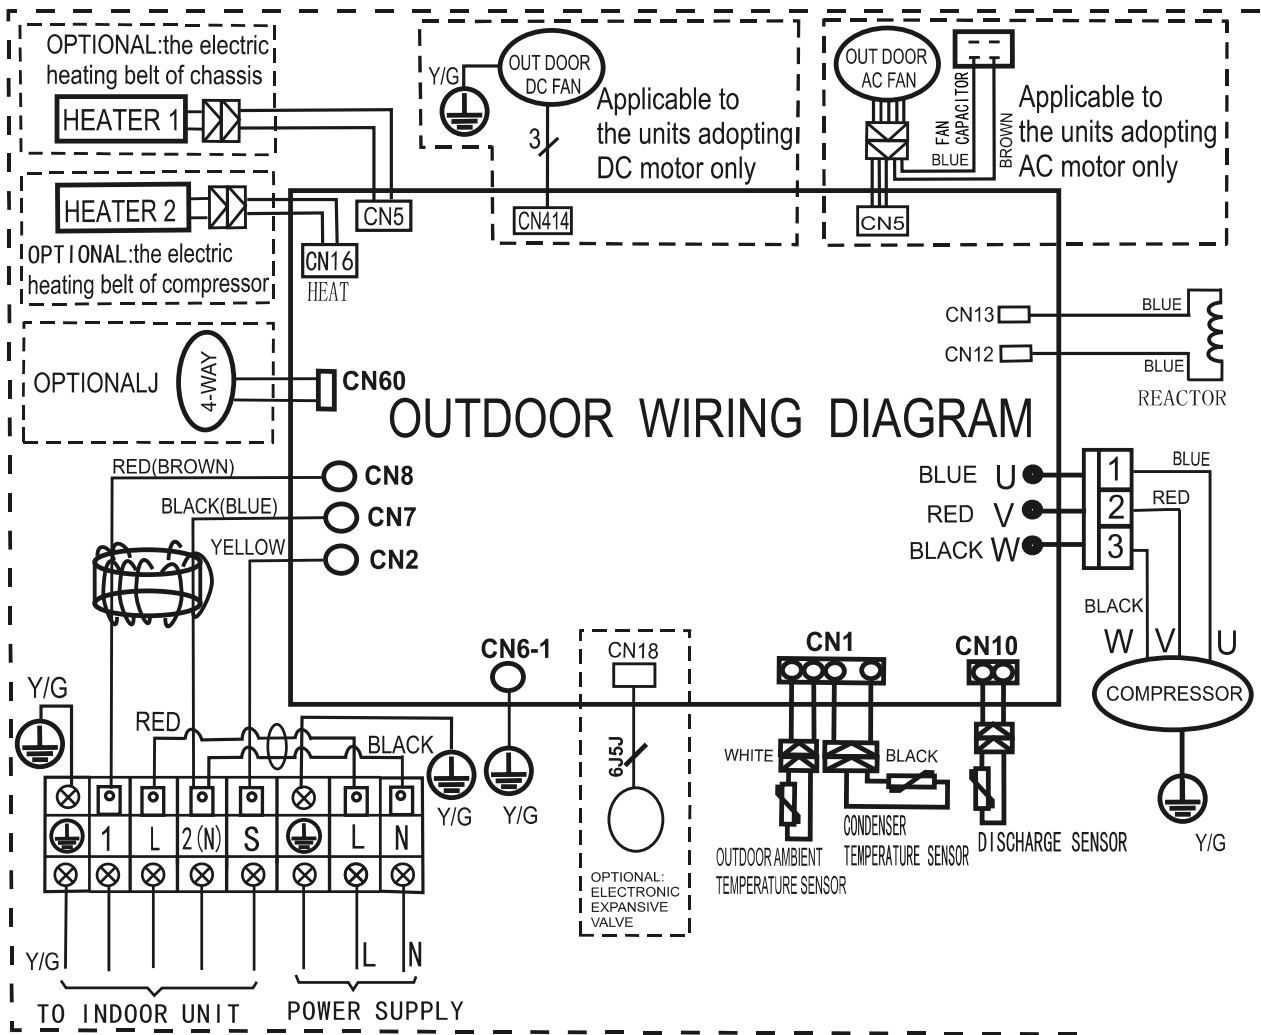 OPTIONAL:the electric
heating belt of chassis
HEATER 1
HEATER 2
OPTIONAL:the electric
heating belt of compressor
CN5
CN16
HEAT
Y/G
OUT DOOR
DC FAN
3
Applicable to
the units adopting
DC motor only
CN414
OUT DOOR
AC FAN
FAN
CAPACITOR
BLUE
BROWN
Applicable to
the units adopting
AC motor only
CN5
OPTIONALJ
4-WAY
CN60
OUTDOOR WIRING DIAGRAM
CN13
BLUE
CN12
BLUE
REACTOR
RED(BROWN)
CN8
BLACK(BLUE)
CN7
YELLOW
CN2
BLUE U
RED V
BLACK W
1
2
3
BLUE
RED
BLACK
W V U
COMPRESSOR
Y/G
CN6-1
Y/G
CN18
6J5J
OPTIONAL:
ELECTRONIC
EXPANSIVE
VALVE
CN1
WHITE
BLACK
OUTDOOR AMBIENT
TEMPERATURE SENSOR
CONDENSER
TEMPERATURE SENSOR
CN10
DISCHARGE SENSOR
Y/G
RED
BLACK
Y/G
1 L 2(N) S L N
Y/G
L N
TO INDOOR UNIT
POWER SUPPLY